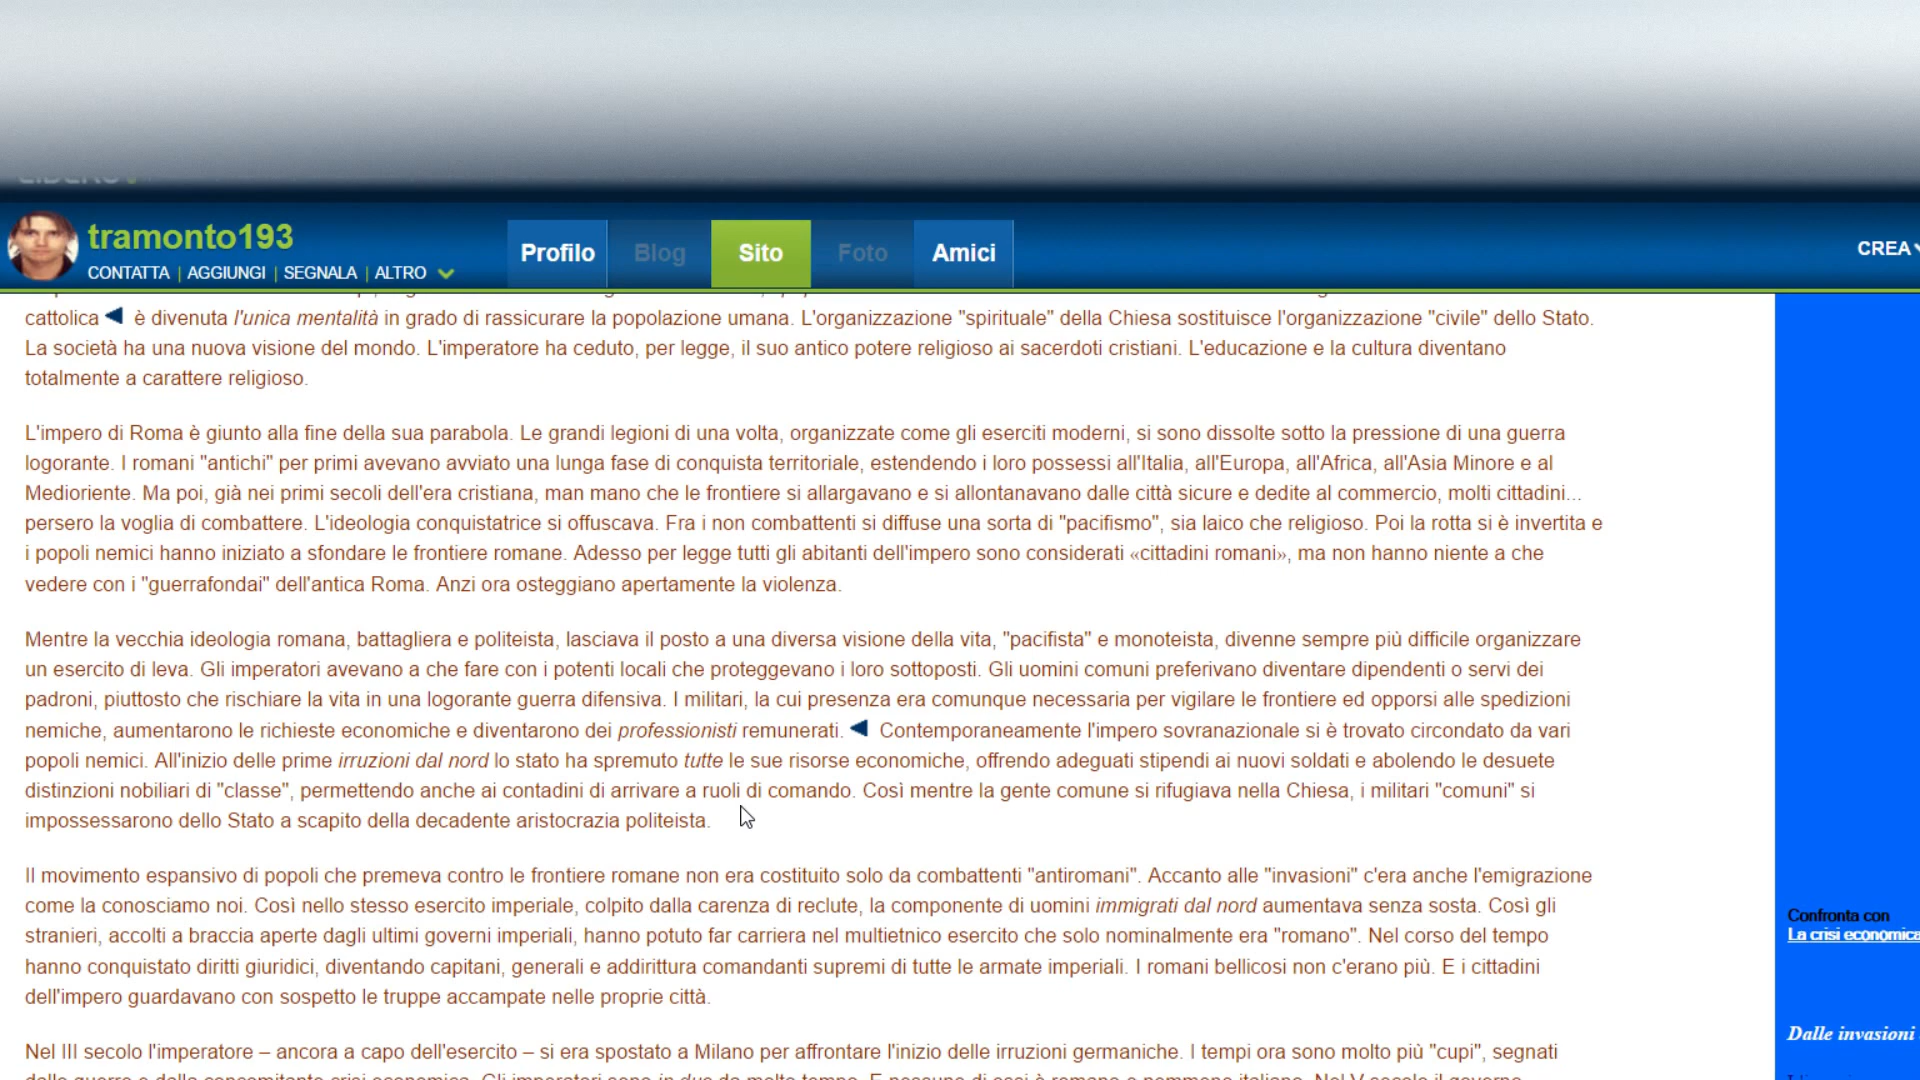 tramonto193
CONTATTA | AGGIUNGI | SEGNALA | ALTRO
Profilo
Blog
Sito
Foto
Amici
CREA
cattolica è divenuta l'unica mentalità in grado di rassicurare la popolazione umana. L'organizzazione "spirituale" della Chiesa sostituisce l'organizzazione "civile" dello Stato.
La società ha una nuova visione del mondo. L'imperatore ha ceduto, per legge, il suo antico potere religioso ai sacerdoti cristiani. L'educazione e la cultura diventano
totalmente a carattere religioso.
L'impero di Roma è giunto alla fine della sua parabola. Le grandi legioni di una volta, organizzate come gli eserciti moderni, si sono dissolte sotto la pressione di una guerra
logorante. I romani "antichi" per primi avevano avviato una lunga fase di conquista territoriale, estendendo i loro possessi all'Italia, all'Europa, all'Africa, all'Asia Minore e al
Medioriente. Ma poi, già nei primi secoli dell'era cristiana, man mano che le frontiere si allargavano e si allontanavano dalle città sicure e dedite al commercio, molti cittadini...
persero la voglia di combattere. L'ideologia conquistatrice si offuscava. Fra i non combattenti si diffuse una sorta di "pacifismo", sia laico che religioso. Poi la rotta si è invertita e
i popoli nemici hanno iniziato a sfondare le frontiere romane. Adesso per legge tutti gli abitanti dell'impero sono considerati «cittadini romani», ma non hanno niente a che
vedere con i "guerrafondai" dell'antica Roma. Anzi ora osteggiano apertamente la violenza.
Mentre la vecchia ideologia romana, battagliera e politeista, lasciava il posto a una diversa visione della vita, "pacifista" e monoteista, divenne sempre più difficile organizzare
un esercito di leva. Gli imperatori avevano a che fare con i potenti locali che proteggevano i loro sottoposti. Gli uomini comuni preferivano diventare dipendenti o servi dei
padroni, piuttosto che rischiare la vita in una logorante guerra difensiva. I militari, la cui presenza era comunque necessaria per vigilare le frontiere ed opporsi alle spedizioni
nemiche, aumentarono le richieste economiche e diventarono dei professionisti remunerati. Contemporaneamente l'impero sovranazionale si è trovato circondato da vari
popoli nemici. All'inizio delle prime irruzioni dal nord lo stato ha spremuto tutte le sue risorse economiche, offrendo adeguati stipendi ai nuovi soldati e abolendo le desuete
distinzioni nobiliari di "classe", permettendo anche ai contadini di arrivare a ruoli di comando. Così mentre la gente comune si rifugiava nella Chiesa, i militari "comuni" si
impossessarono dello Stato a scapito della decadente aristocrazia politeista.
Il movimento espansivo di popoli che premeva contro le frontiere romane non era costituito solo da combattenti "antiromani". Accanto alle "invasioni" c'era anche l'emigrazione
come la conosciamo noi. Così nello stesso esercito imperiale, colpito dalla carenza di reclute, la componente di uomini immigrati dal nord aumentava senza sosta. Così gli
stranieri, accolti a braccia aperte dagli ultimi governi imperiali, hanno potuto far carriera nel multietnico esercito che solo nominalmente era "romano". Nel corso del tempo
hanno conquistato diritti giuridici, diventando capitani, generali e addirittura comandanti supremi di tutte le armate imperiali. I romani bellicosi non c'erano più. E i cittadini
dell'impero guardavano con sospetto le truppe accampate nelle proprie città.
Nel III secolo l'imperatore – ancora a capo dell'esercito – si era spostato a Milano per affrontare l'inizio delle irruzioni germaniche. I tempi ora sono molto più "cupi", segnati
dalle guerre e dalla concomitante crisi economica. Gli imperatori sono in due da molto tempo. E nessuno di essi è romano e nemmeno italiano. Nel V secolo il governo
Confronta con
La crisi economica
Dalle invasioni